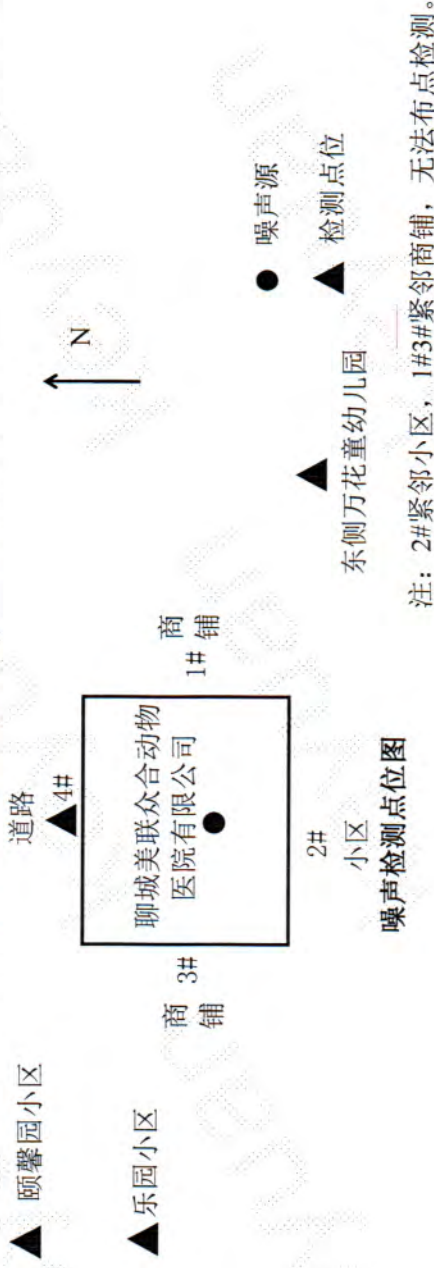 道路
4#
颐馨园小区
乐园小区
商铺
3#
聊城美联众合动物
医院有限公司
1#
商铺
N
2#
小区
东侧万花童幼儿园
噪声源
检测点位
噪声检测点位图
注：2#紧邻小区，1#3#紧邻商铺，无法布点检测。